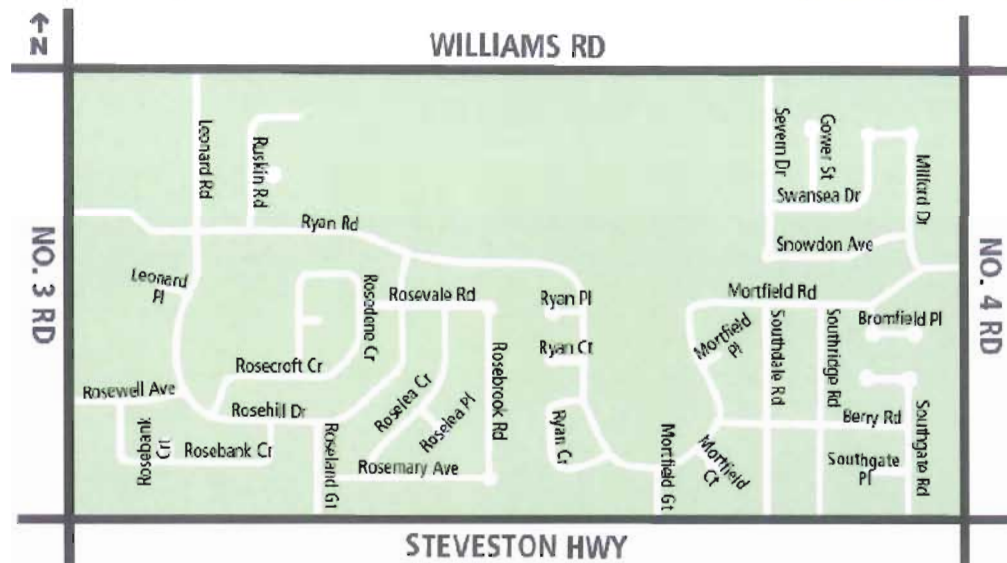 N
WILLIAMS RD
NO. 3 RD
NO. 4 RD
Leonard Rd
Ruskin Rd
Severn Dr
Gower St
Milford Dr
Swansea Dr
Ryan Rd
Snowdon Ave
Leonard
Pl
Rosedene Cr
Rosevale Rd
Ryan Pl
Mortfield Rd
Bromfield Pl
Mortfield
Pl
Southdale Rd
Southridge Rd
Ryan Cr
Rosecroft Cr
Rosewell Ave
Rosehill Dr
Roselea Cr
Roselea Pl
Rosebrook Rd
Berry Rd
Southgate Rd
Rosebank
Crt
Rosebank Cr
Roseland Gt
Rosemary Ave
Ryan Cr
Mortfield Gt
Mortfield
Ct
Southgate
Pl
STEVESTON HWY